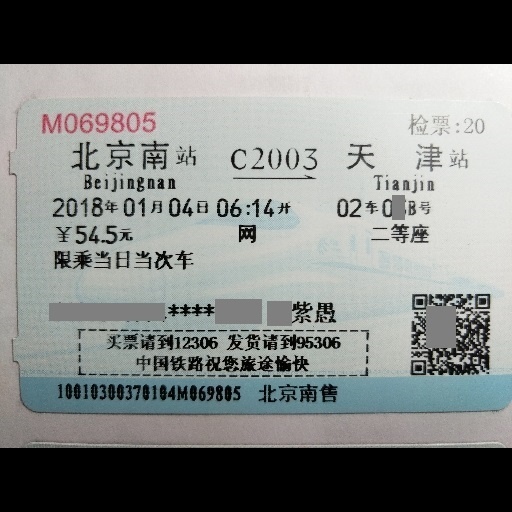 M069805 检票:20
北京南站 C2003 天津站
Beijingnan Tianjin
2018年01月04日06:14开 02车0 B号
￥54.5元 网 二等座
限乘当日当次车
**** 紫愚
买票请到12306 发货请到95306
中国铁路祝您旅途愉快
10010300370104M069805 北京南售